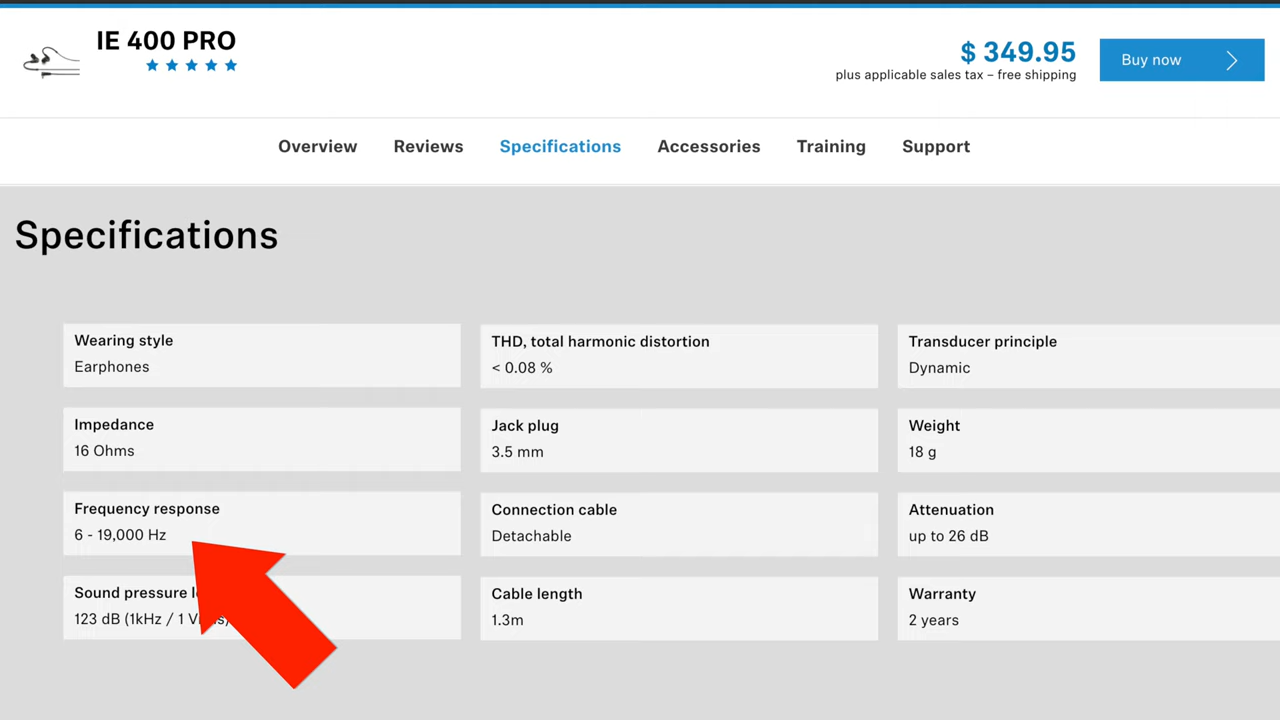 IE 400 PRO
$ 349.95
plus applicable sales tax – free shipping
Buy now
Overview
Reviews
Specifications
Accessories
Training
Support
Specifications
Wearing style
Earphones
THD, total harmonic distortion
< 0.08 %
Transducer principle
Dynamic
Impedance
16 Ohms
Jack plug
3.5 mm
Weight
18 g
Frequency response
6 - 19,000 Hz
Connection cable
Detachable
Attenuation
up to 26 dB
Sound pressure
123 dB (1kHz / 1
Cable length
1.3m
Warranty
2 years